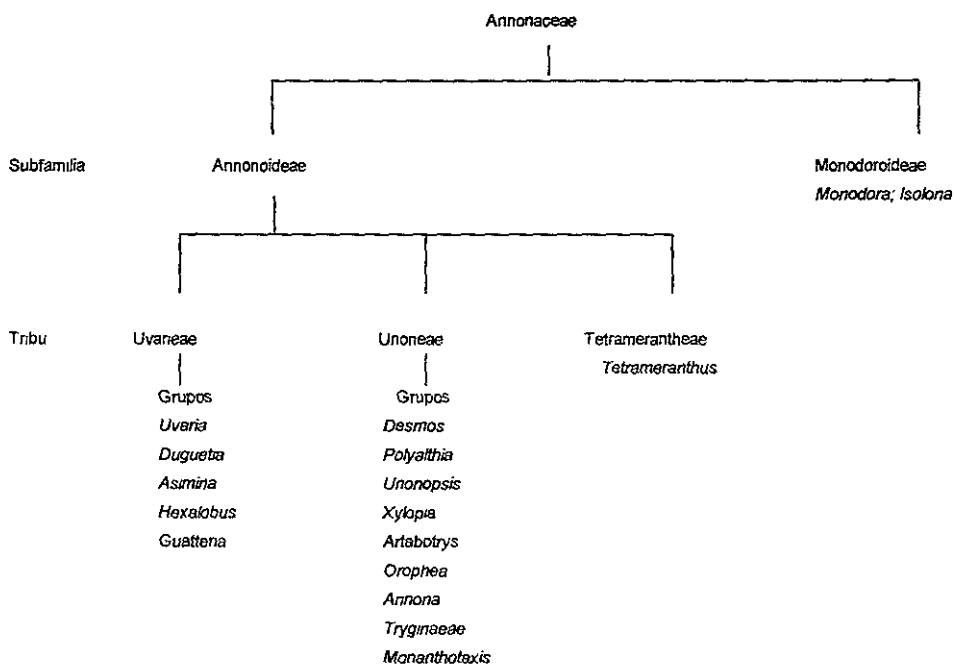 Annonaceae
Subfamilia Annonoideae Monodoroideae
Monodora; Isolona
Tribu Uvaneae Unoneae Tetramerantheae
Tetrameranthus
Grupos Grupos
Uvaria Desmos
Duguetia Polyalthia
Asimina Unonopsis
Hexalobus Xylopia
Guattena Artabotrys
Orophea
Annona
Tryginaeae
Monanthotaxis